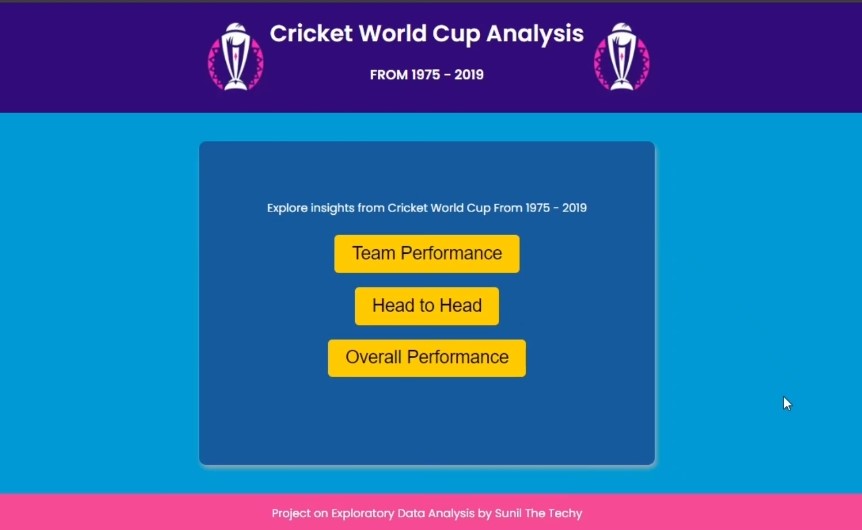 Cricket World Cup Analysis
FROM 1975 - 2019
Explore insights from Cricket World Cup From 1975 - 2019
Team Performance
Head to Head
Overall Performance
Project on Exploratory Data Analysis by Sunil The Techy